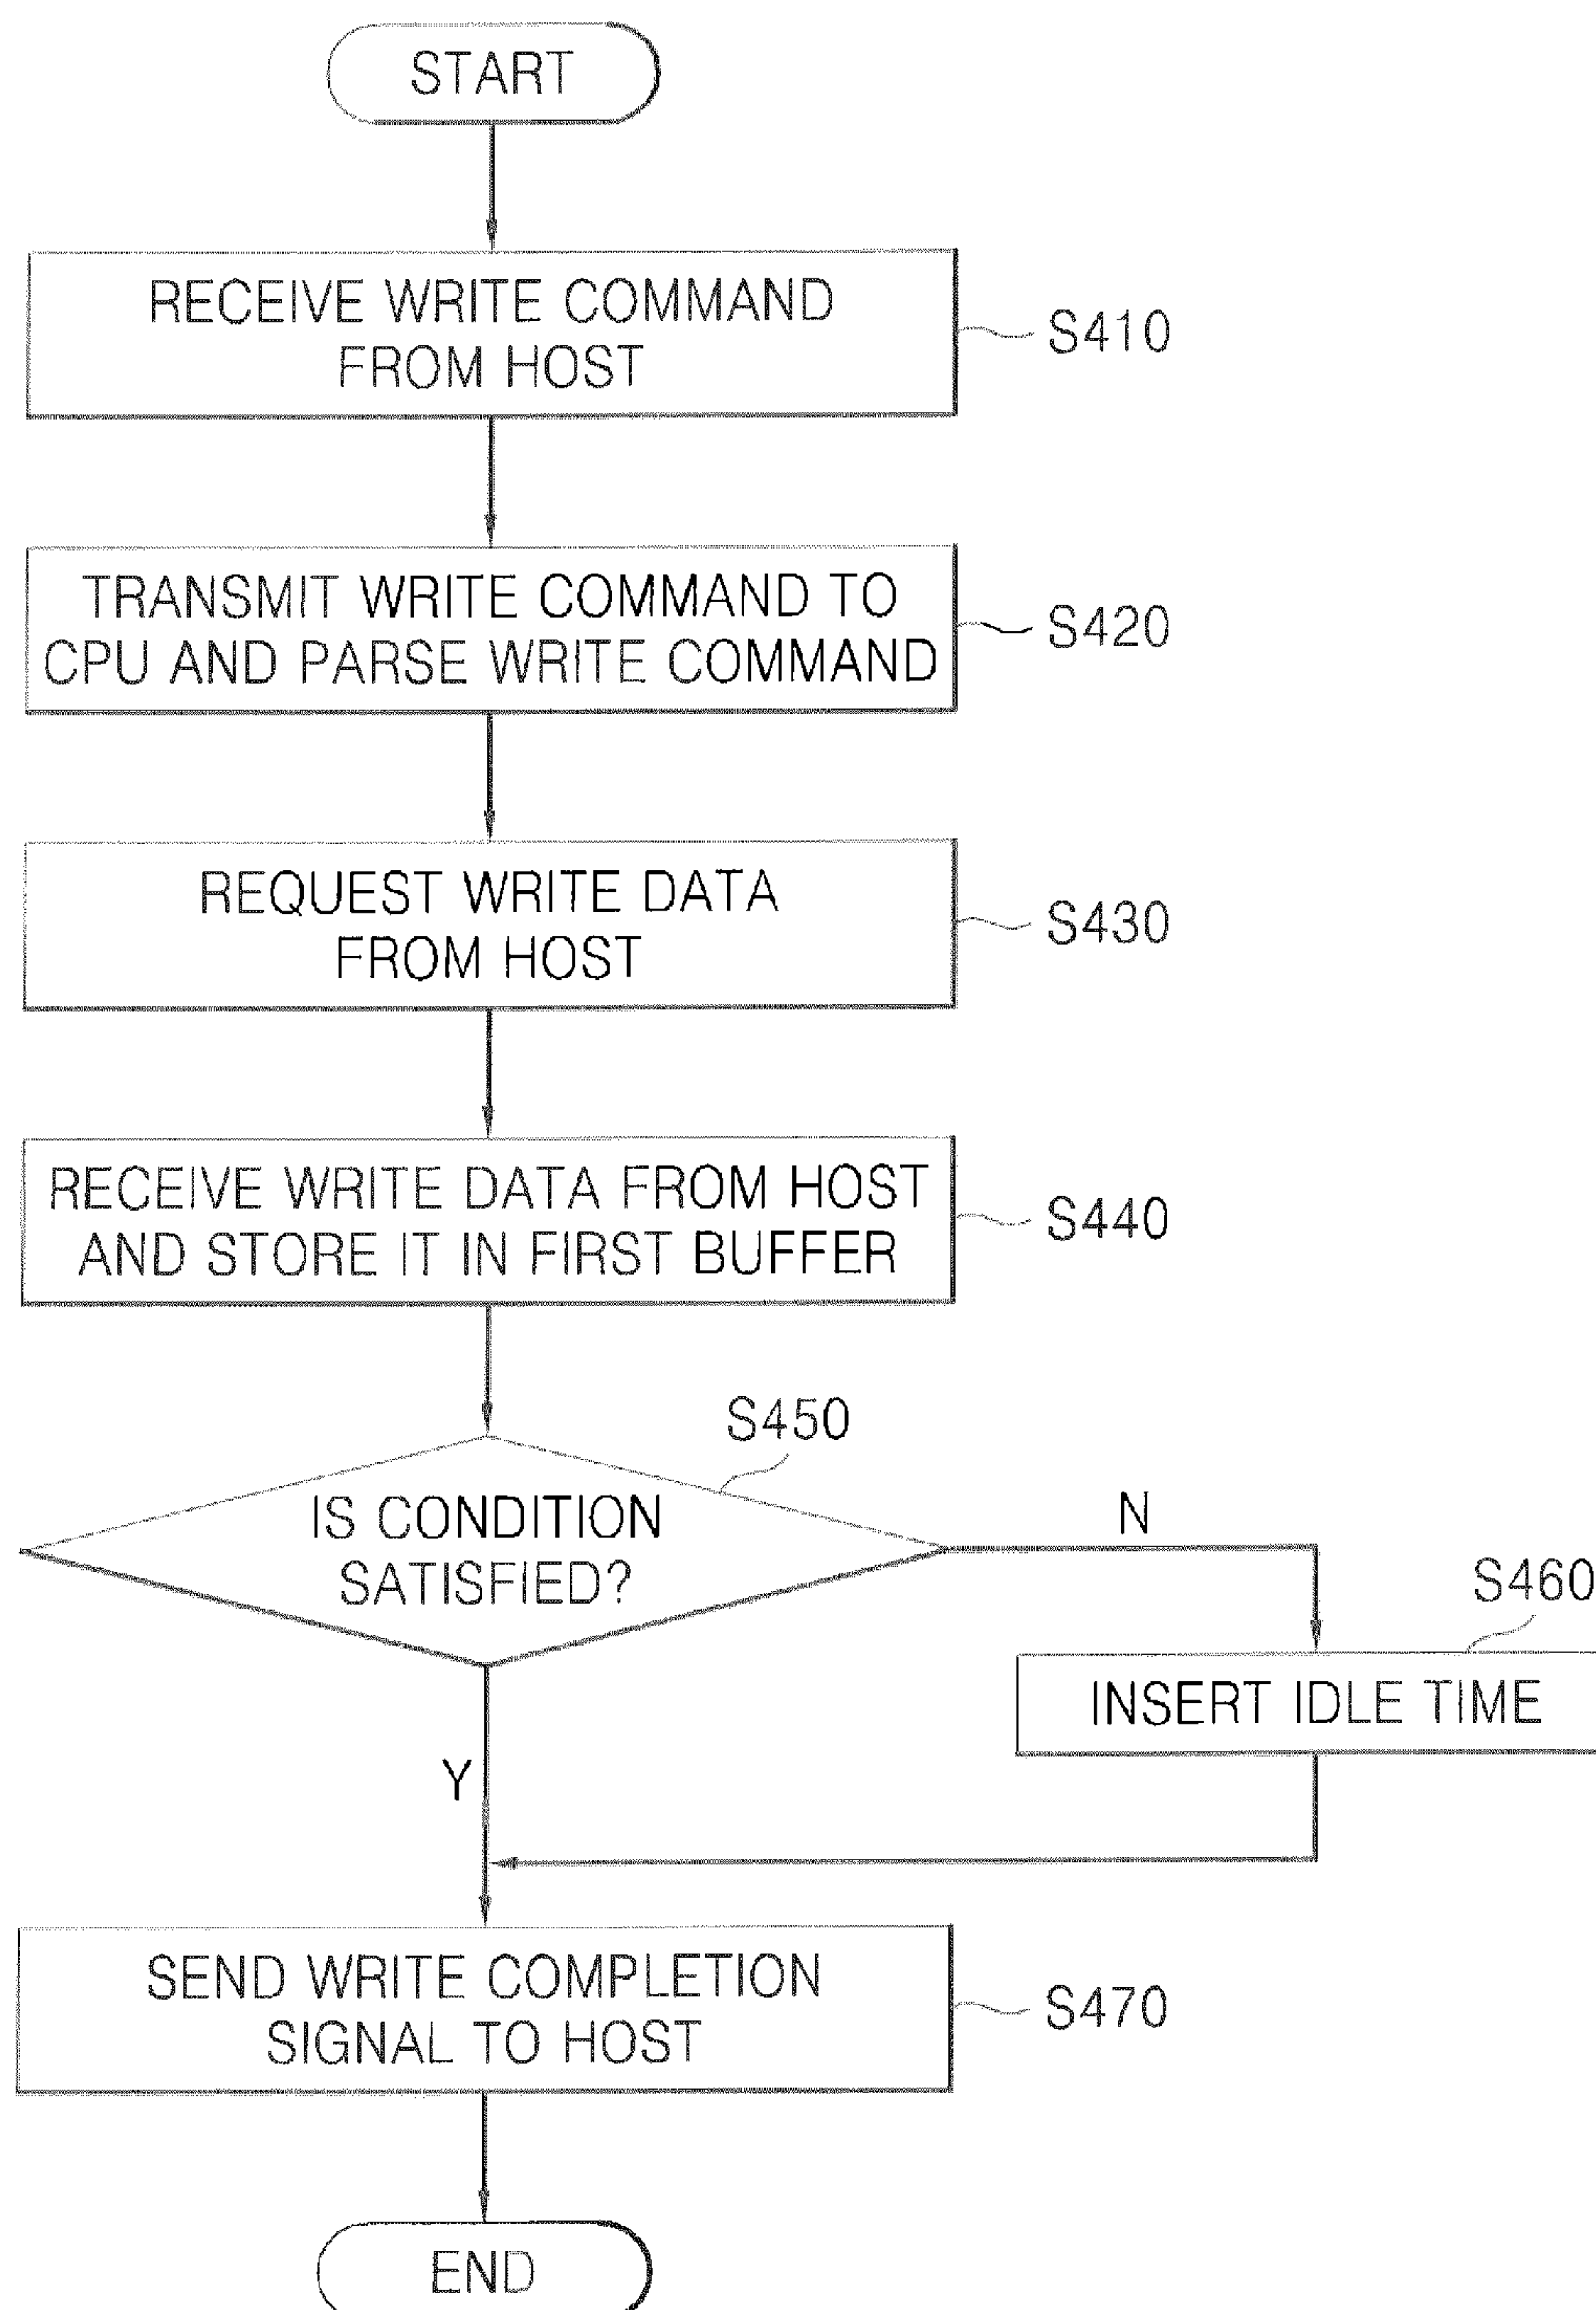 START
RECEIVE WRITE COMMAND
FROM HOST
S410
TRANSMIT WRITE COMMAND TO
CPU AND PARSE WRITE COMMAND
S420
REQUEST WRITE DATA
FROM HOST
S430
RECEIVE WRITE DATA FROM HOST
AND STORE IT IN FIRST BUFFER
S440
S450
IS CONDITION
SATISFIED?
N
S460
INSERT IDLE TIME
Y
SEND WRITE COMPLETION
SIGNAL TO HOST
S470
END